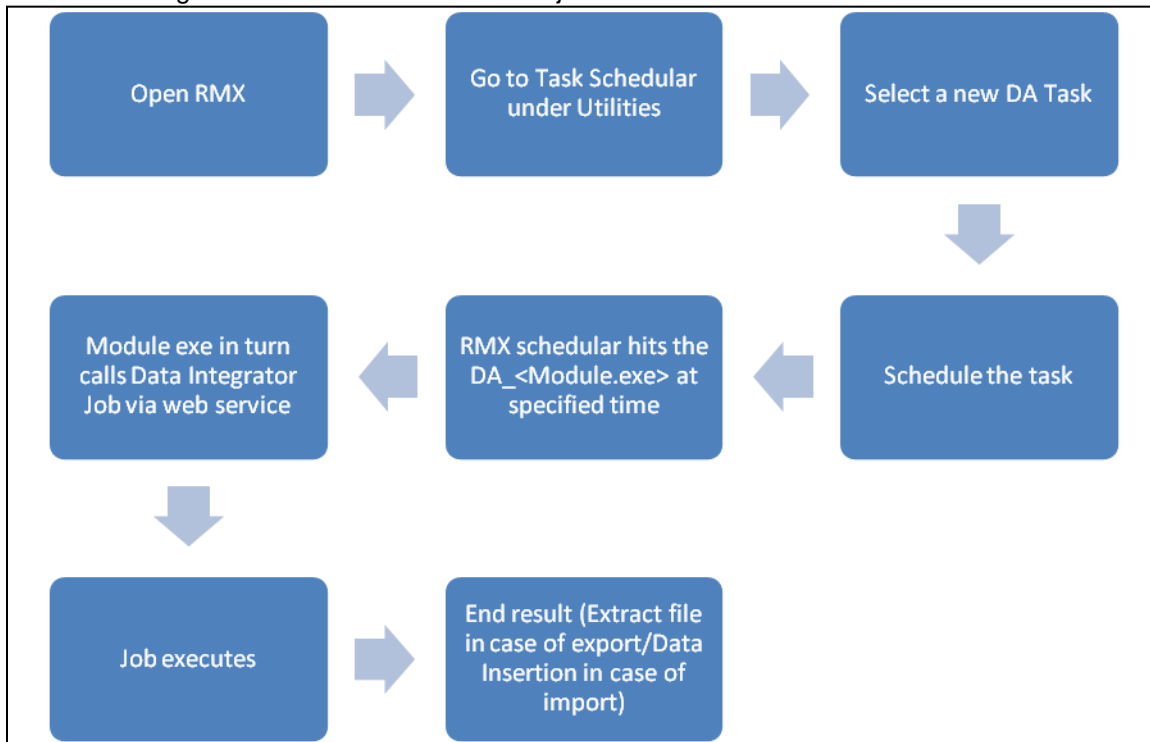 Open RMX
Go to Task Schedular
under Utilities
Select a new DA Task
Schedule the task
RMX schedular hits the
DA_<Module.exe> at
specified time
Module exe in turn
calls Data Integrator
Job via web service
Job executes
End result (Extract file
in case of export/Data
Insertion in case of
import)